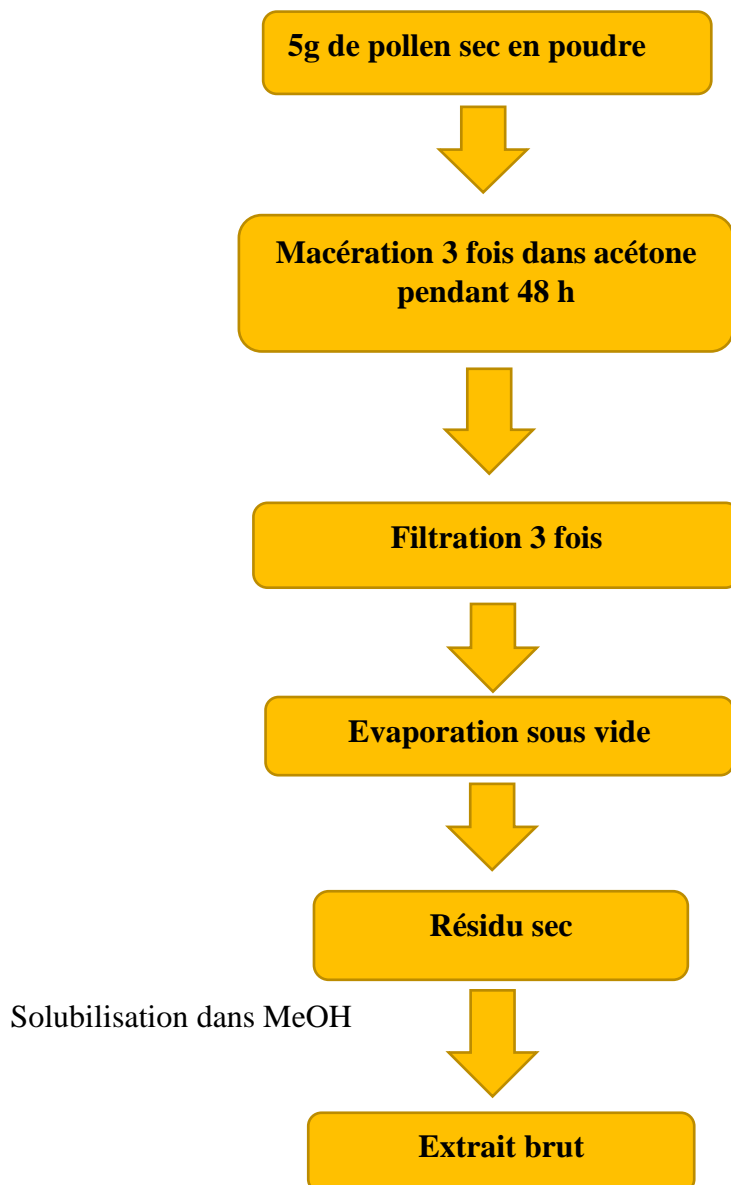 5g de pollen sec en poudre
Macération 3 fois dans acétone
pendant 48 h
Filtration 3 fois
Evaporation sous vide
Résidu sec
Solubilisation dans MeOH
Extrait brut